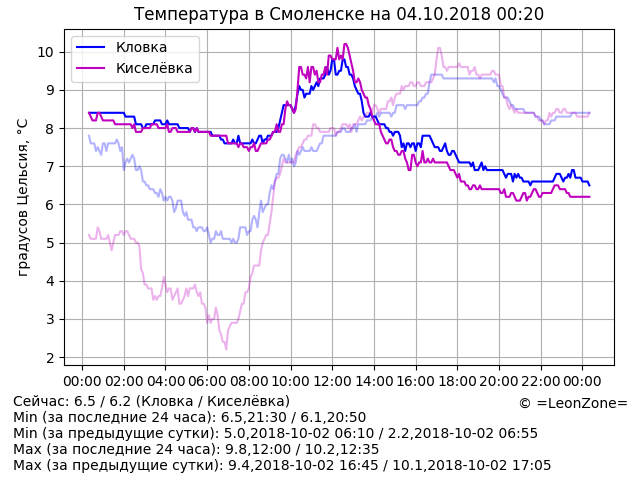 Температура в Смоленске на 04.10.2018 00:20
Кловка
Киселёвка
градусов Цельсия, °C
10
9
8
7
6
5
4
3
2
00:00 02:00 04:00 06:00 08:00 10:00 12:00 14:00 16:00 18:00 20:00 22:00 00:00
Сейчас: 6.5 / 6.2 (Кловка / Киселёвка)
© =LeonZone=
Min (за последние 24 часа): 6.5,21:30 / 6.1,20:50
Min (за предыдущие сутки): 5.0,2018-10-02 06:10 / 2.2,2018-10-02 06:55
Max (за последние 24 часа): 9.8,12:00 / 10.2,12:35
Max (за предыдущие сутки): 9.4,2018-10-02 16:45 / 10.1,2018-10-02 17:05